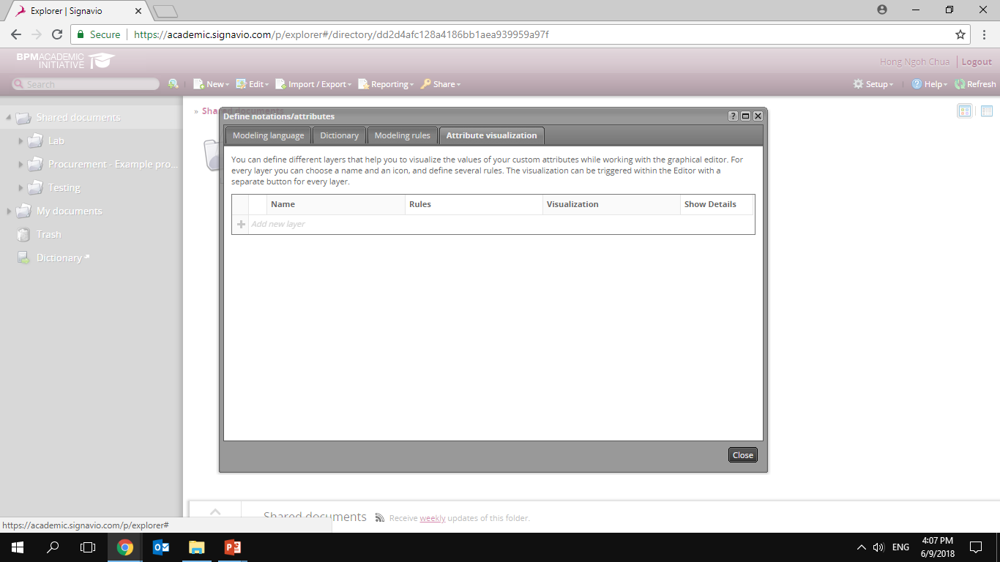 Explorer | Signavio
Secure https://academic.signavio.com/p/explorer#/directory/dd2d4afc128a4186bb1aea939959a97f
BPMACADEMIC
INITIATIVE
Hong Ngoh Chua Logout
Search New Edit Import / Export Reporting Share Setup Help Refresh
Shared documents
Lab
Procurement - Example pro...
Testing
My documents
Trash
Dictionary
» Shared documents
Define notations/attributes
Modeling language Dictionary Modeling rules Attribute visualization
You can define different layers that help you to visualize the values of your custom attributes while working with the graphical editor. For
every layer you can choose a name and an icon, and define several rules. The visualization can be triggered within the Editor with a
separate button for every layer.
Name Rules Visualization Show Details
Add new layer
Close
Shared documents Receive weekly updates of this folder.
https://academic.signavio.com/p/explorer#
ENG
4:07 PM
6/9/2018